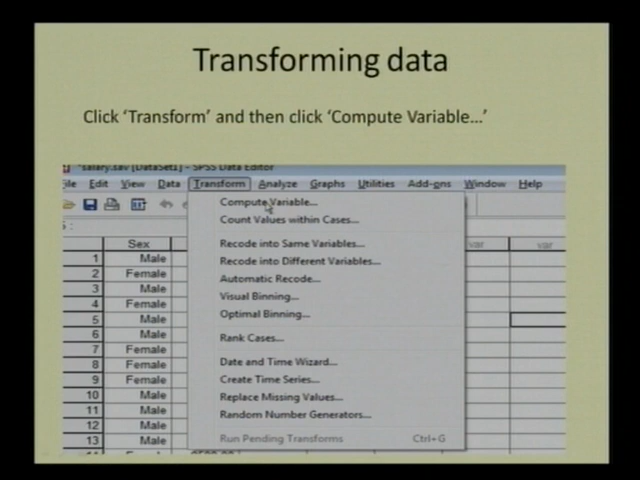 Transforming data
Click 'Transform' and then click 'Compute Variable...'
*salary.sav [DataSet1] - SPSS Data Editor
File Edit View Data Transform Analyze Graphs Utilities Add-ons Window Help
Compute Variable...
Count Values within Cases...
Recode into Same Variables...
Recode into Different Variables...
Automatic Recode...
Visual Binning...
Optimal Binning...
Rank Cases...
Date and Time Wizard...
Create Time Series...
Replace Missing Values...
Random Number Generators...
Run Pending Transforms Ctrl+G
5 :
Sex var var
1 Male
2 Female
3 Male
4 Female
5 Male
6 Male
7 Female
8 Female
9 Female
10 Male
11 Male
12 Male
13 Male